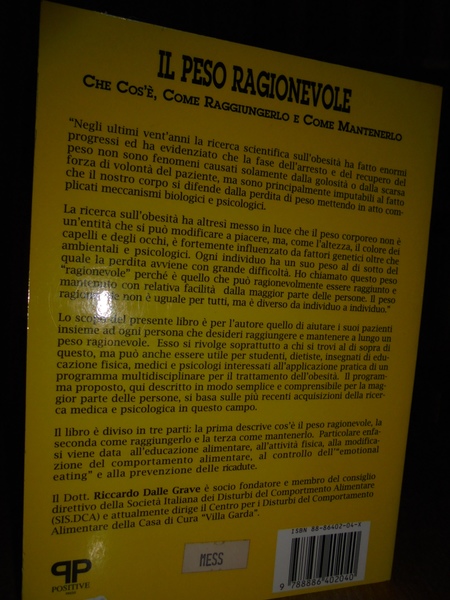 IL PESO RAGIONEVOLE
CHE COS'È, COME RAGGIUNGERLO E COME MANTENERLO
"Negli ultimi vent'anni la ricerca scientifica sull'obesità ha fatto enormi
progressi ed ha evidenziato che la fase dell'arresto e del recupero del
peso non sono fenomeni causati solamente dalla golosità o dalla scarsa
forza di volontà del paziente, ma sono principalmente imputabili al fatto
che il nostro corpo si difende dalla perdita di peso mettendo in atto com-
plicati meccanismi biologici e psicologici.
La ricerca sull'obesità ha altresì messo in luce che il peso corporeo non è
un'entità che si può modificare a piacere, ma, come l'altezza, il colore dei
capelli e degli occhi, è fortemente influenzato da fattori genetici oltre che
ambientali e psicologici. Ogni individuo ha un suo peso al di sotto del
quale la perdita avviene con grande difficoltà. Ho chiamato questo peso
"ragionevole" perché è quello che può ragionevolmente essere raggiunto e
mantenuto con relativa facilità dalla maggior parte delle persone. Il peso
ragionevole non è uguale per tutti, ma è diverso da individuo a individuo."
Lo scopo del presente libro è per l'autore quello di aiutare i suoi pazienti
insieme ad ogni persona che desideri raggiungere e mantenere a lungo un
peso ragionevole. Esso si rivolge soprattutto a chi si trovi al di sopra di
questo, ma può anche essere utile per studenti, dietiste, insegnati di edu-
cazione fisica, medici e psicologi interessati all'applicazione pratica di un
programma multidisciplinare per il trattamento dell'obesità. Il program-
ma proposto, qui descritto in modo semplice e comprensibile per la mag-
gior parte delle persone, si basa sulle più recenti acquisizioni della ricer-
ca medica e psicologica in questo campo.
Il libro è diviso in tre parti: la prima descrive cos'è il peso ragionevole, la
seconda come raggiungerlo e la terza come mantenerlo. Particolare enfa-
si viene data all'educazione alimentare, all'attività fisica, alla modifica-
zione del comportamento alimentare, al controllo dell'"emotional
eating" e alla prevenzione delle ricadute.
Il Dott. Riccardo Dalle Grave è socio fondatore e membro del consiglio
direttivo della Società Italiana dei Disturbi del Comportmento Alimentare
(SIS.DCA) e attualmente dirige il Centro per i Disturbi del Comportamento
Alimentare della Casa di Cura "Villa Garda".
PP
POSITIVE
PRESS
MESS
ISBN 88-86402-04-X
9 788886 402040